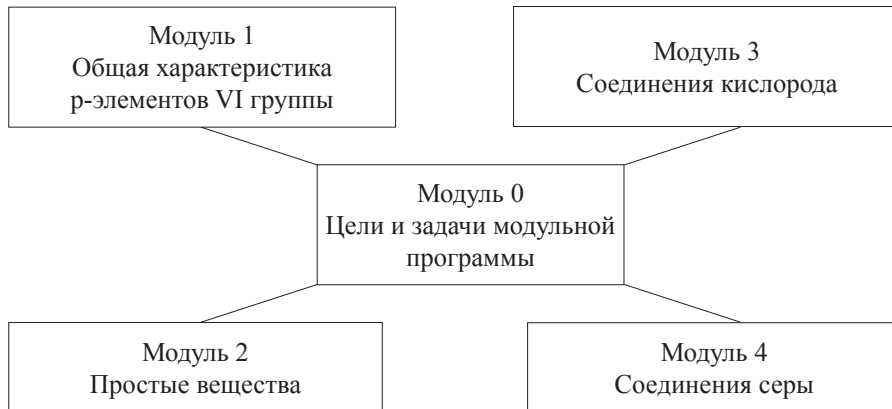 Модуль 1
Общая характеристика
р-элементов VI группы
Модуль 3
Соединения кислорода
Модуль 0
Цели и задачи модульной
программы
Модуль 2
Простые вещества
Модуль 4
Соединения серы